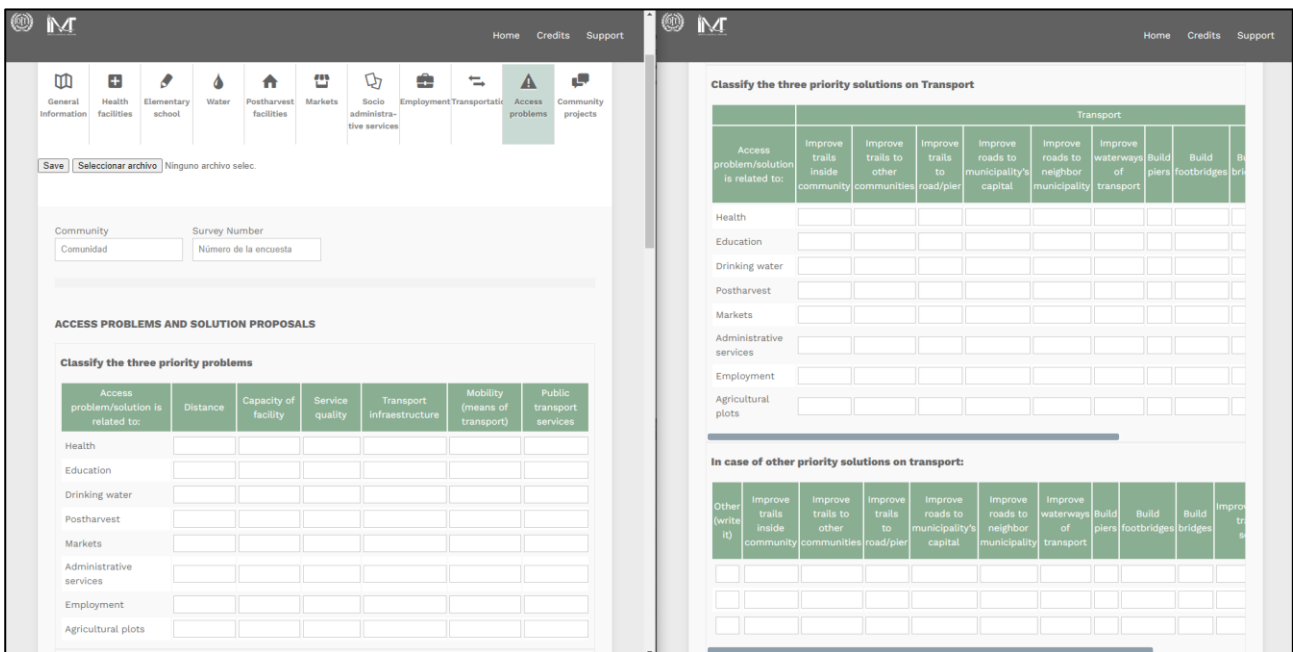 IMT
Home Credits Support
General Information
Health facilities
Elementary school
Water
Postharvest facilities
Markets
Socio administra-tive services
Employment
Transportatio
Access problems
Community projects
Save Seleccionar archivo Ninguno archivo selec.
Community Survey Number
Comunidad Número de la encuesta
ACCESS PROBLEMS AND SOLUTION PROPOSALS
Classify the three priority problems
Access problem/solution is related to: Distance Capacity of facility Service quality Transport infraestructure Mobility (means of transport) Public transport services
Health
Education
Drinking water
Postharvest
Markets
Administrative services
Employment
Agricultural plots
Home Credits Support
Classify the three priority solutions on Transport
Transport
Access problem/solution is related to: Improve trails inside community Improve trails to other communities Improve trails to road/pier Improve roads to municipality's capital Improve roads to neighbor municipality Improve waterways of transport Build piers Build footbridges
Health
Education
Drinking water
Postharvest
Markets
Administrative services
Employment
Agricultural plots
In case of other priority solutions on transport:
Other (write it) Improve trails inside community Improve trails to other communities Improve trails to road/pier Improve roads to municipality's capital Improve roads to neighbor municipality Improve waterways of transport Build piers Build footbridges Build bridges